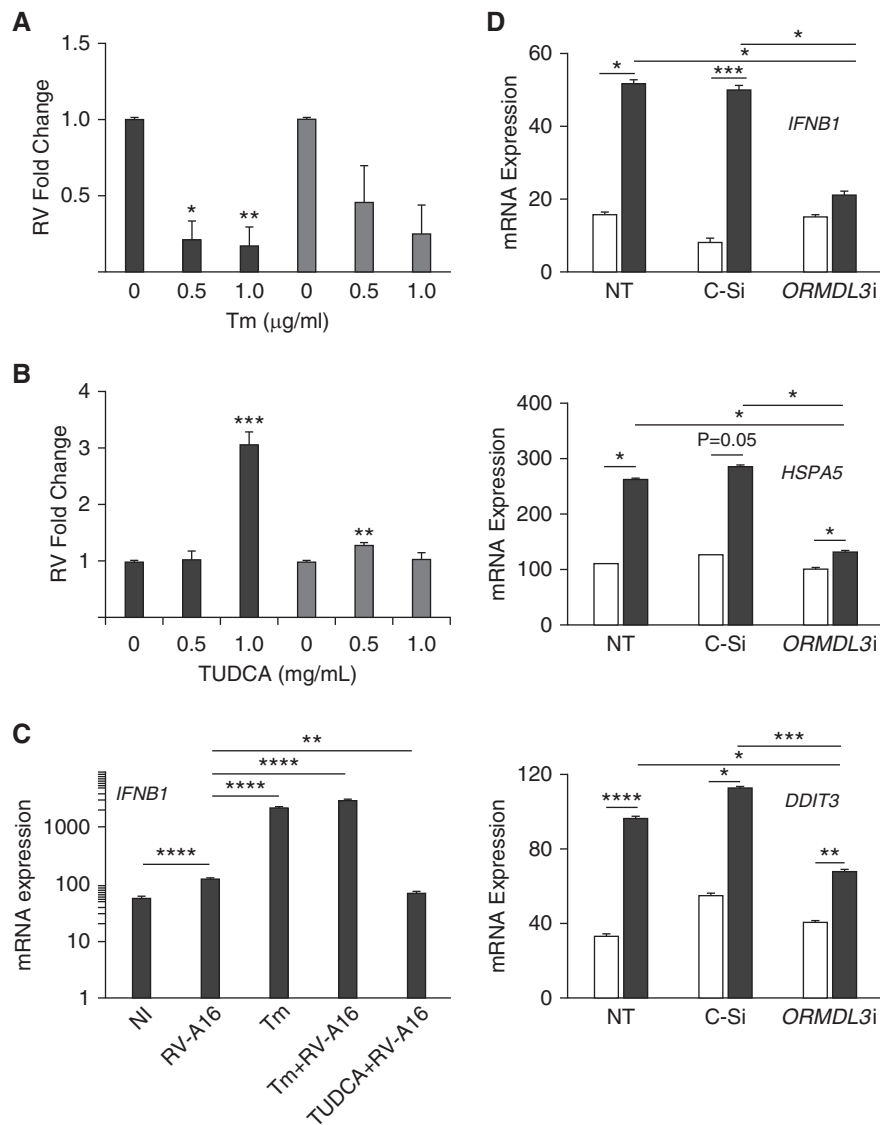 A
1.5
1.0
0.5
RV Fold Change
*
**
0 0.5 1.0 0 0.5 1.0
Tm (μg/ml)
B
4
3
2
1
RV Fold Change
***
**
0 0.5 1.0 0 0.5 1.0
TUDCA (mg/mL)
C
**
****
****
****
IFNB1
1000
100
10
1
mRNA expression
NI
RV-A16
Tm
Tm+RV-A16
TUDCA+RV-A16
D
*
*
*
***
60
40
20
0
mRNA Expression
IFNB1
NT C-Si ORMDL3i
*
*
P=0.05
*
*
400
300
200
100
0
mRNA Expression
HSPA5
NT C-Si ORMDL3i
***
*
*
****
**
120
80
40
0
mRNA Expression
DDIT3
NT C-Si ORMDL3i